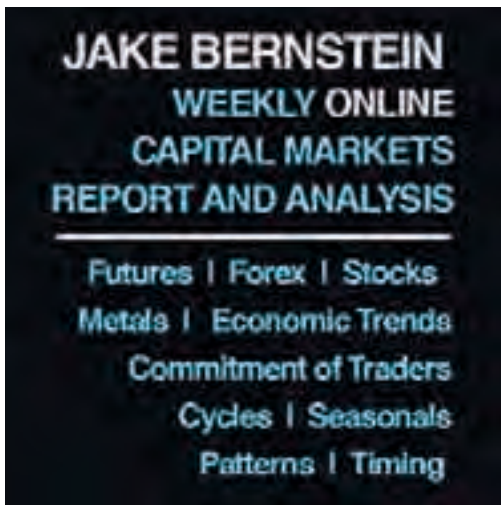 JAKE BERNSTEIN
WEEKLY ONLINE
CAPITAL MARKETS
REPORT AND ANALYSIS
Futures | Forex | Stocks
Metals | Economic Trends
Commitment of Traders
Cycles | Seasonals
Patterns | Timing